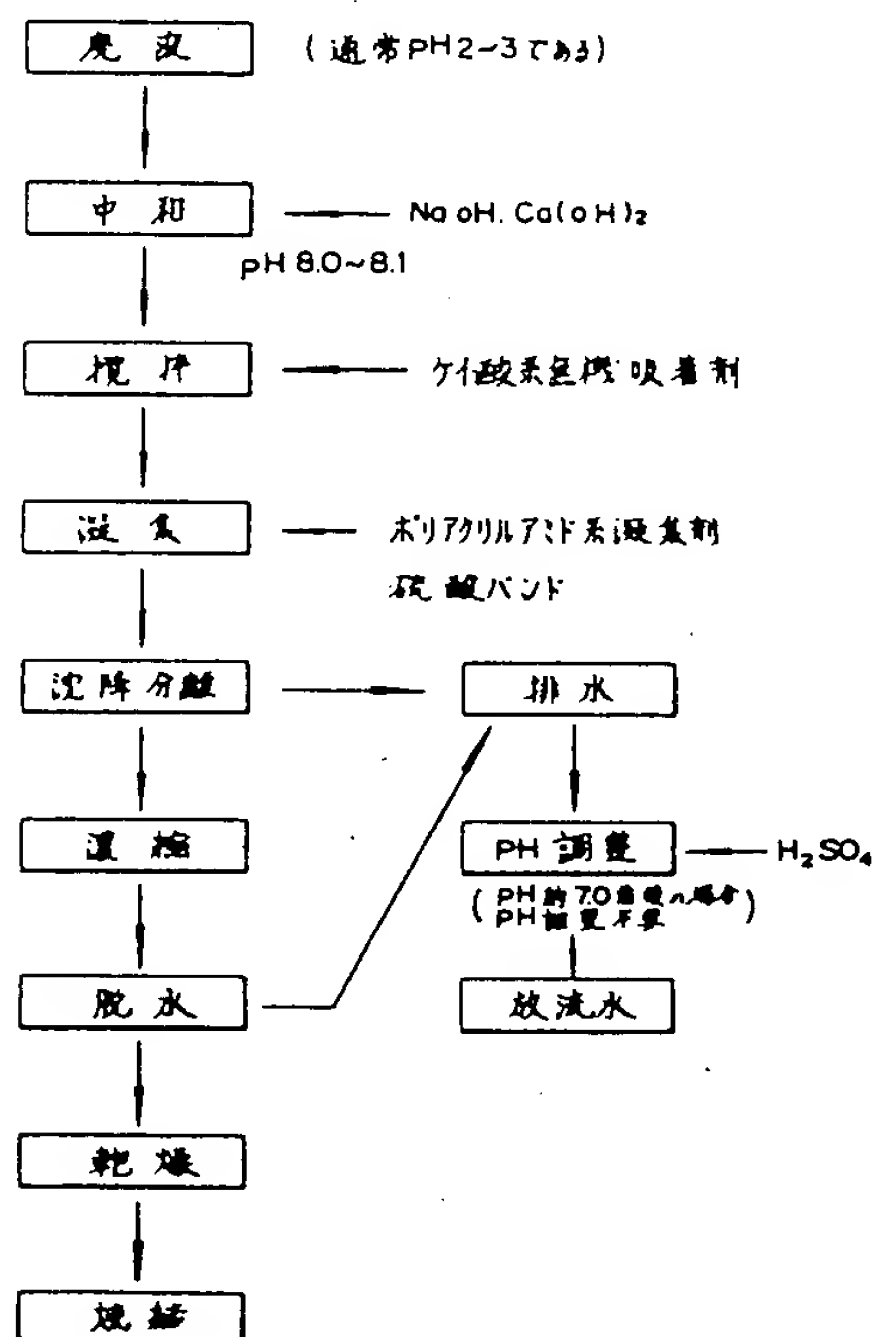 廃液 (通常PH2~3である)
中和 NaOH. Ca(OH)₂
pH 8.0~8.1
撹拌 ケイ酸系無機吸着剤
凝集 ポリアクリルアミド系凝集剤
硫酸バンド
沈降分離 排水
濃縮 PH調整 H₂SO₄
(PH約7.0前後の場合
PH調整不要)
脱水 放流水
乾燥
焼結